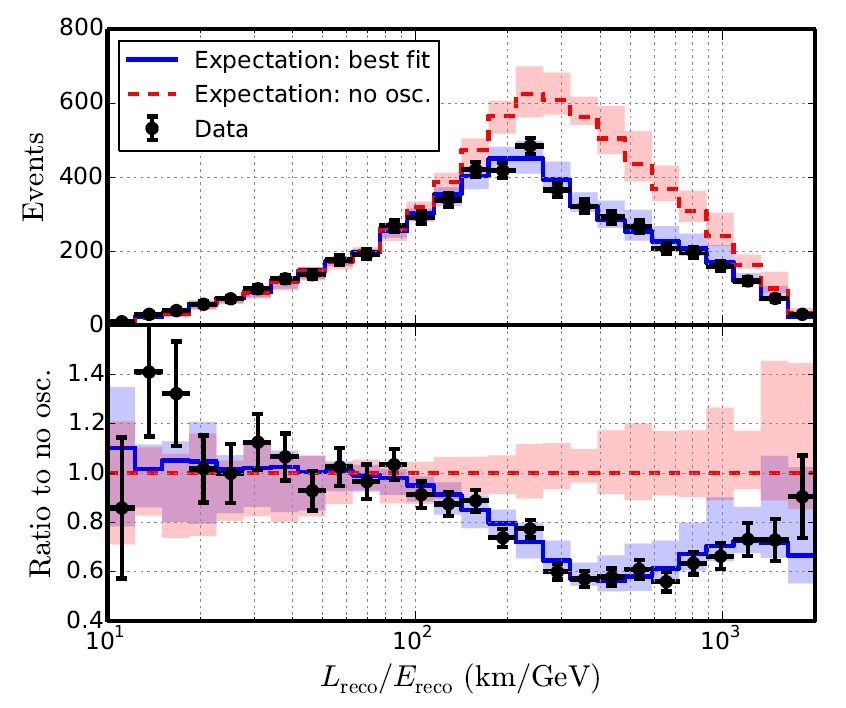 800
600
400
200
0
Events
Expectation: best fit
Expectation: no osc.
Data
1.4
1.2
1.0
0.8
0.6
0.4
Ratio to no osc.
10¹ 10² 10³
L_reco/E_reco (km/GeV)